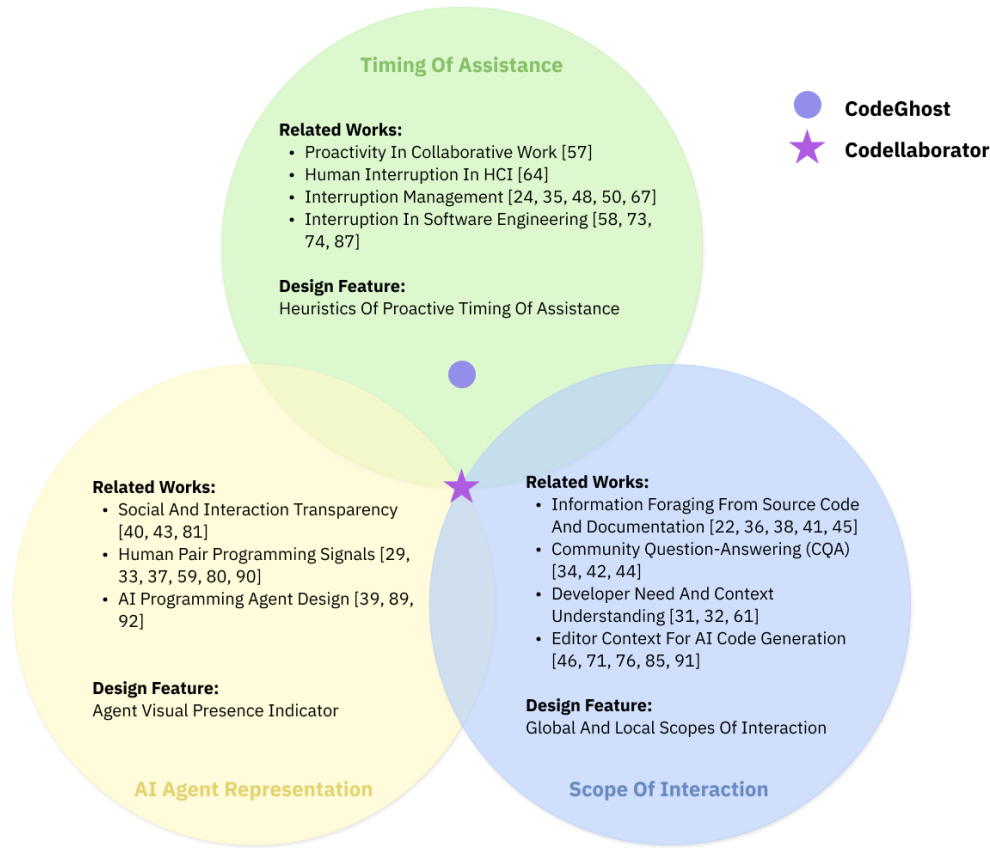 Timing Of Assistance
Related Works:
• Proactivity In Collaborative Work [57]
• Human Interruption In HCI [64]
• Interruption Management [24, 35, 48, 50, 67]
• Interruption In Software Engineering [58, 73,
74, 87]
Design Feature:
Heuristics Of Proactive Timing Of Assistance
CodeGhost
Codellaborator
Related Works:
• Social And Interaction Transparency
[40, 43, 81]
• Human Pair Programming Signals [29,
33, 37, 59, 80, 90]
• AI Programming Agent Design [39, 89,
92]
Design Feature:
Agent Visual Presence Indicator
AI Agent Representation
Related Works:
• Information Foraging From Source Code
And Documentation [22, 36, 38, 41, 45]
• Community Question-Answering (CQA)
[34, 42, 44]
• Developer Need And Context
Understanding [31, 32, 61]
• Editor Context For AI Code Generation
[46, 71, 76, 85, 91]
Design Feature:
Global And Local Scopes Of Interaction
Scope Of Interaction